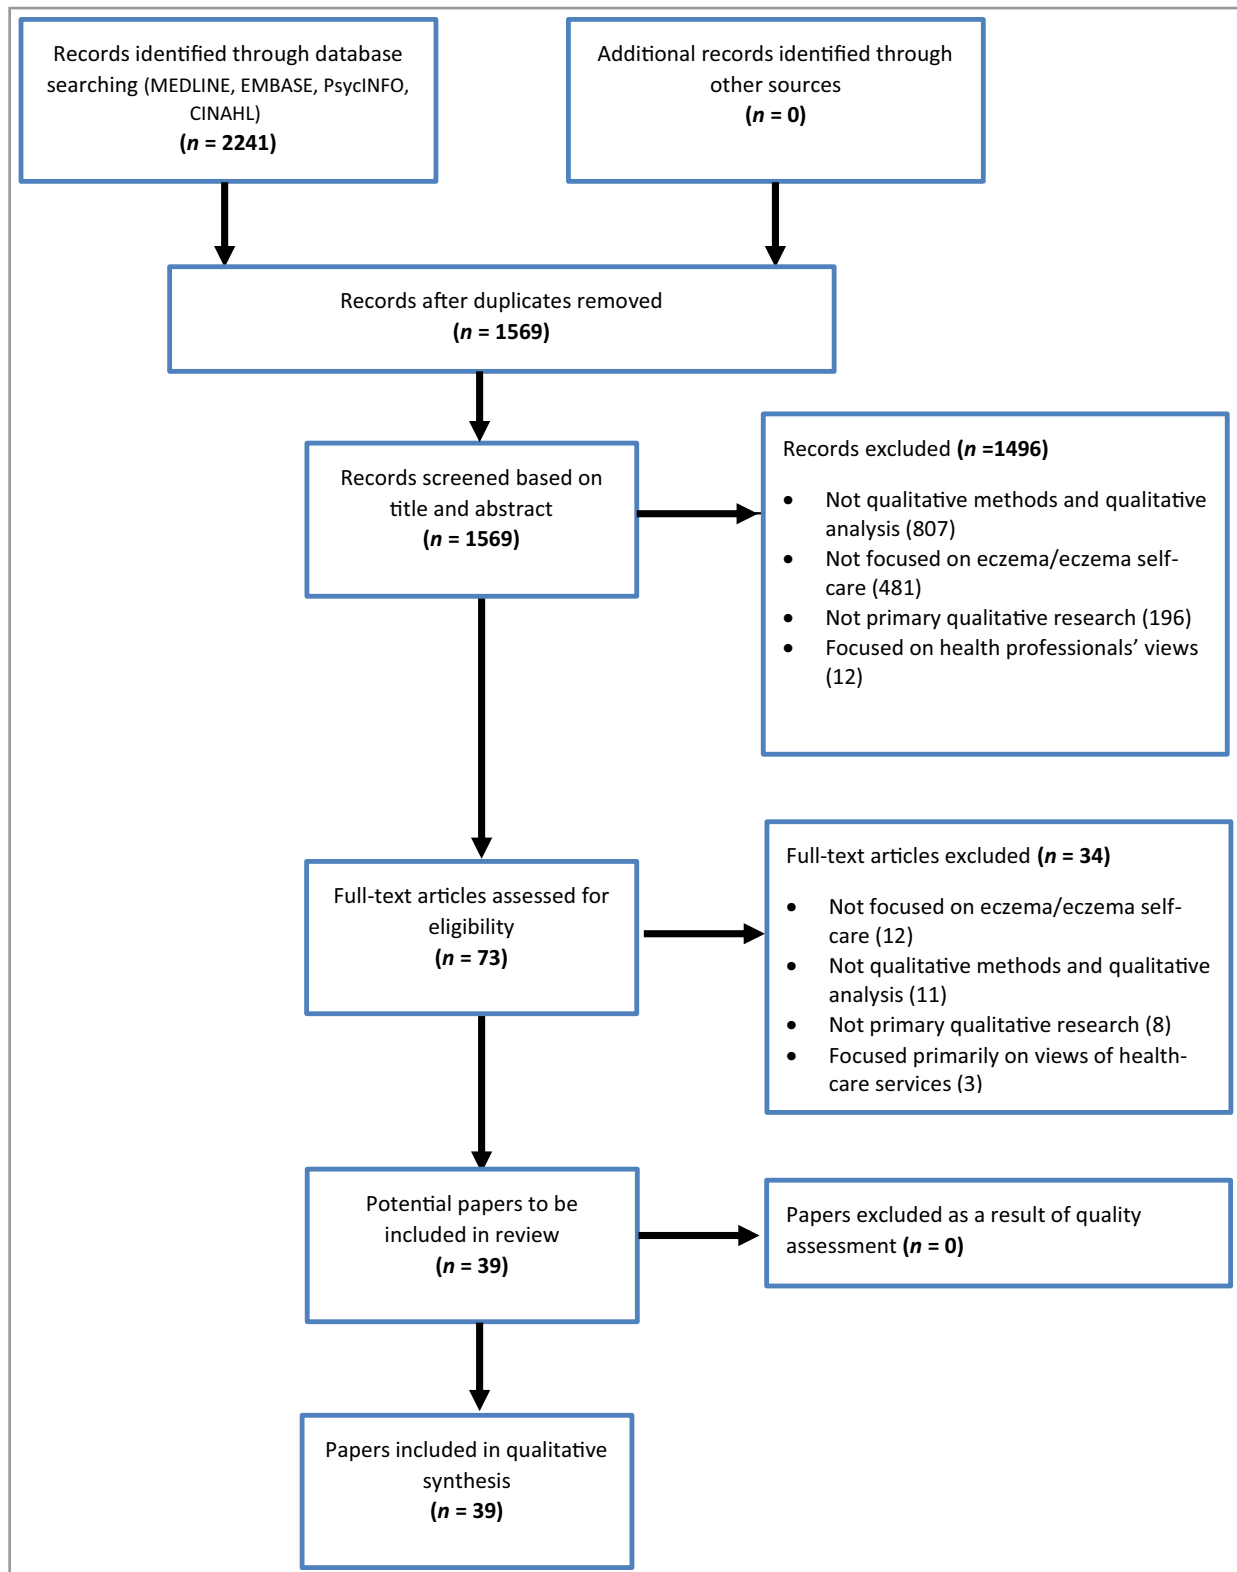 Records identified through database
searching (MEDLINE, EMBASE, PsycINFO,
CINAHL)
(n = 2241)
Additional records identified through
other sources
(n = 0)
Records after duplicates removed
(n = 1569)
Records screened based on
title and abstract
(n = 1569)
Records excluded (n =1496)
• Not qualitative methods and qualitative
analysis (807)
• Not focused on eczema/eczema self-
care (481)
• Not primary qualitative research (196)
• Focused on health professionals’ views
(12)
Full-text articles assessed for
eligibility
(n = 73)
Full-text articles excluded (n = 34)
• Not focused on eczema/eczema self-
care (12)
• Not qualitative methods and qualitative
analysis (11)
• Not primary qualitative research (8)
• Focused primarily on views of health-
care services (3)
Potential papers to be
included in review
(n = 39)
Papers excluded as a result of quality
assessment (n = 0)
Papers included in qualitative
synthesis
(n = 39)